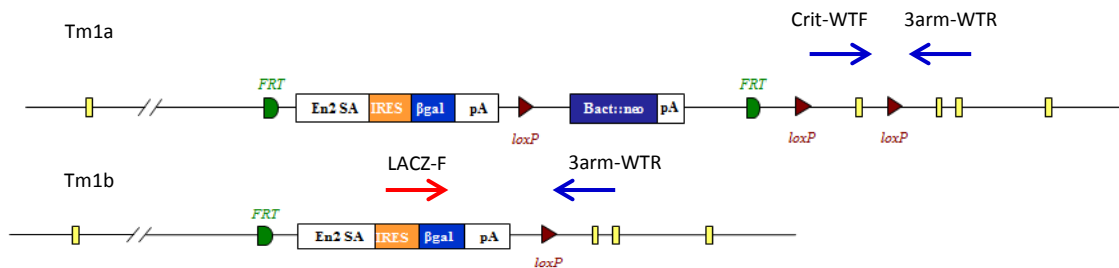 Crit-WTF 3arm-WTR
Tm1a
FRT FRT
En2 SA IRES βgal pA Bact::neo pA
loxP loxP loxP
LACZ-F 3arm-WTR
Tm1b
FRT
En2 SA IRES βgal pA
loxP